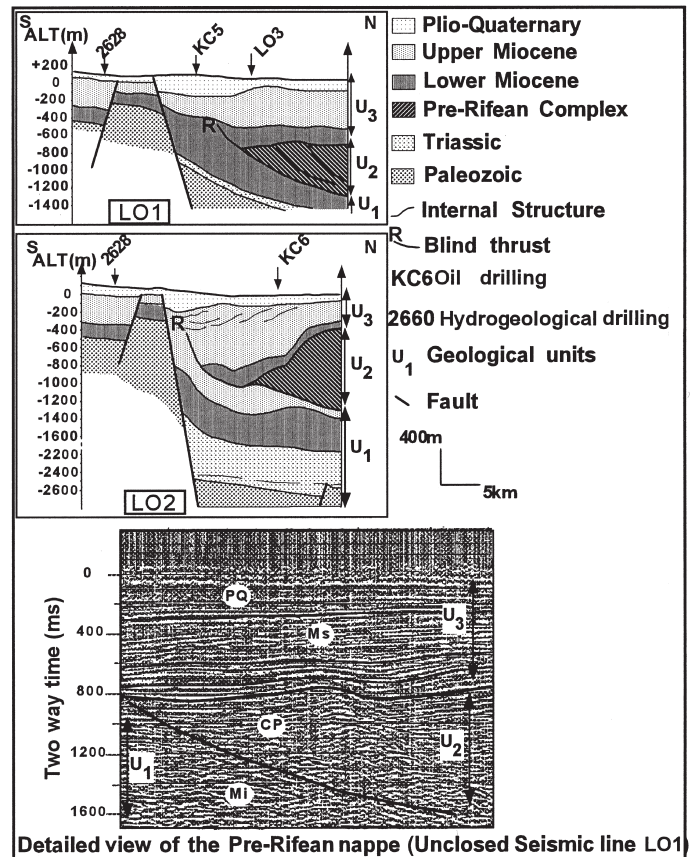 S
N
ALT(m)
2628
KC5
LO3
+200
0
-200
-400
-600
-800
-1000
-1200
-1400
R
U3
U2
U1
LO1
Plio-Quaternary
Upper Miocene
Lower Miocene
Pre-Rifean Complex
Triassic
Paleozoic
Internal Structure
R Blind thrust
KC6 Oil drilling
2660 Hydrogeological drilling
U1 Geological units
Fault
400m
5km
S
N
ALT(m)
2628
KC6
0
-200
-400
-600
-800
-1000
-1200
-1400
-1600
-1800
-2200
-2400
-2600
R
U3
U2
U1
LO2
Two way time (ms)
0
400
800
1200
1600
PQ
Ms
CP
Mi
U3
U2
U1
Detailed view of the Pre-Rifean nappe (Unclosed Seismic line LO1)